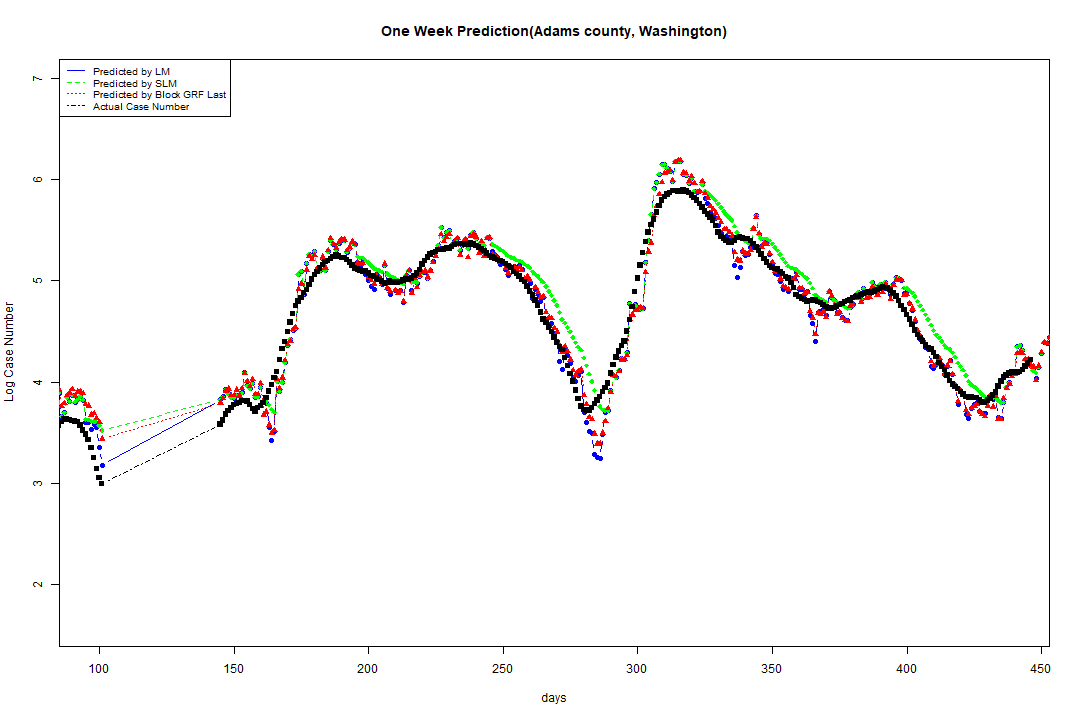 One Week Prediction(Adams county, Washington)
Predicted by LM
Predicted by SLM
Predicted by Block GRF Last
Actual Case Number
7
6
5
4
3
2
Log Case Number
100 150 200 250 300 350 400 450
days